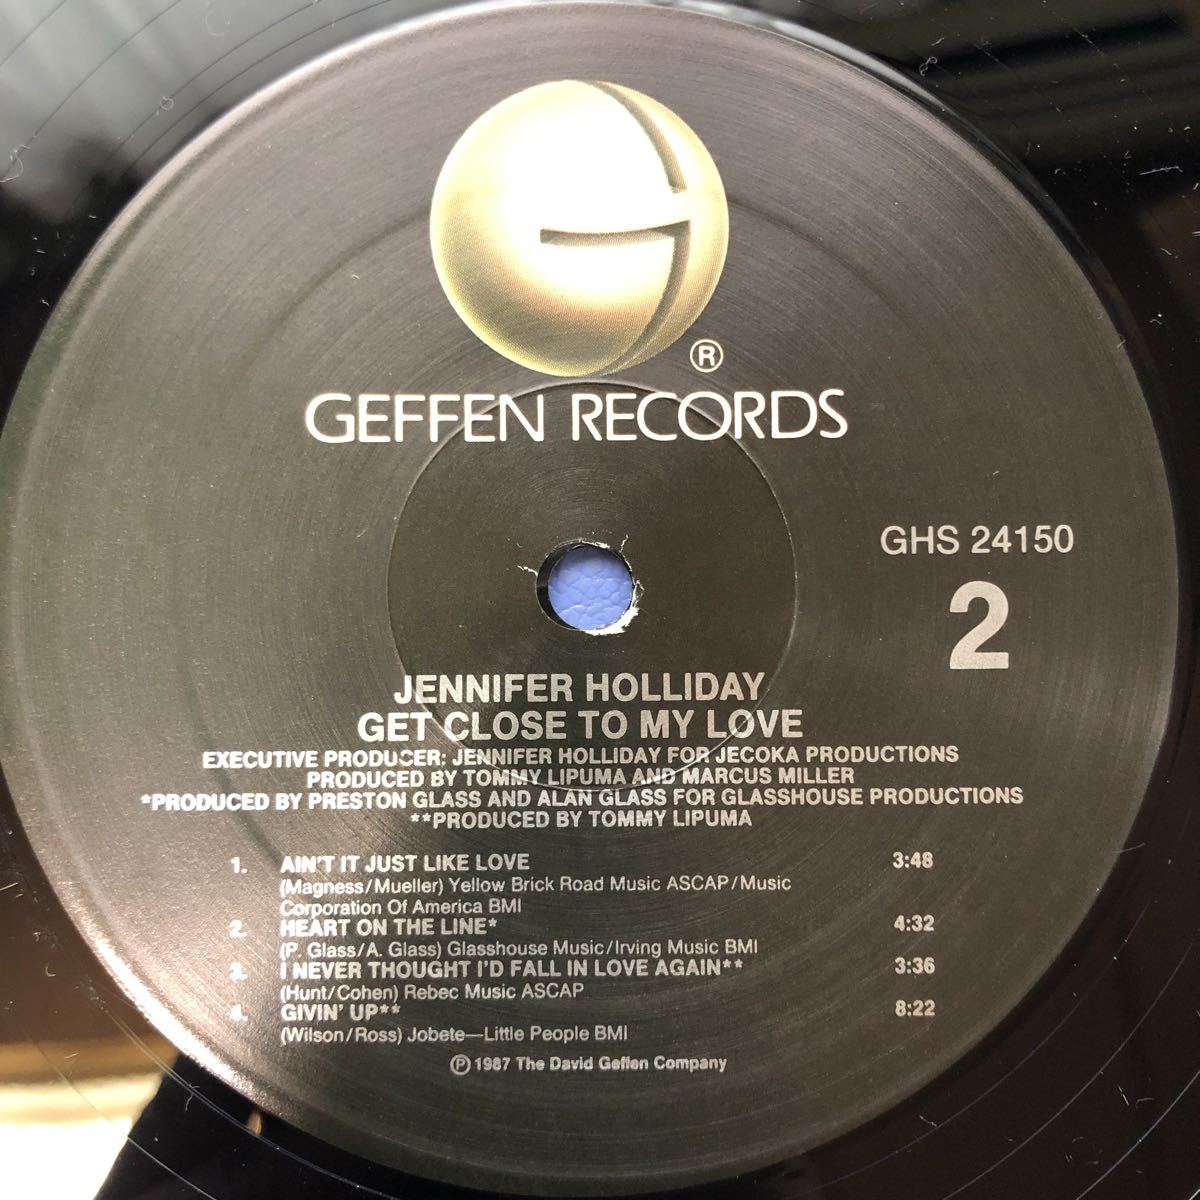 ®
GEFFEN RECORDS
GHS 24150
2
JENNIFER HOLLIDAY
GET CLOSE TO MY LOVE
EXECUTIVE PRODUCER: JENNIFER HOLLIDAY FOR JECOKA PRODUCTIONS
PRODUCED BY TOMMY LIPUMA AND MARCUS MILLER
*PRODUCED BY PRESTON GLASS AND ALAN GLASS FOR GLASSHOUSE PRODUCTIONS
**PRODUCED BY TOMMY LIPUMA
1. AIN'T IT JUST LIKE LOVE 3:48
(Magness/Mueller) Yellow Brick Road Music ASCAP/Music
Corporation Of America BMI
2. HEART ON THE LINE* 4:32
(P. Glass/A. Glass) Glasshouse Music/Irving Music BMI
3. I NEVER THOUGHT I'D FALL IN LOVE AGAIN** 3:36
(Hunt/Cohen) Rebec Music ASCAP
4. GIVIN' UP** 8:22
(Wilson/Ross) Jobete—Little People BMI
℗ 1987 The David Geffen Company